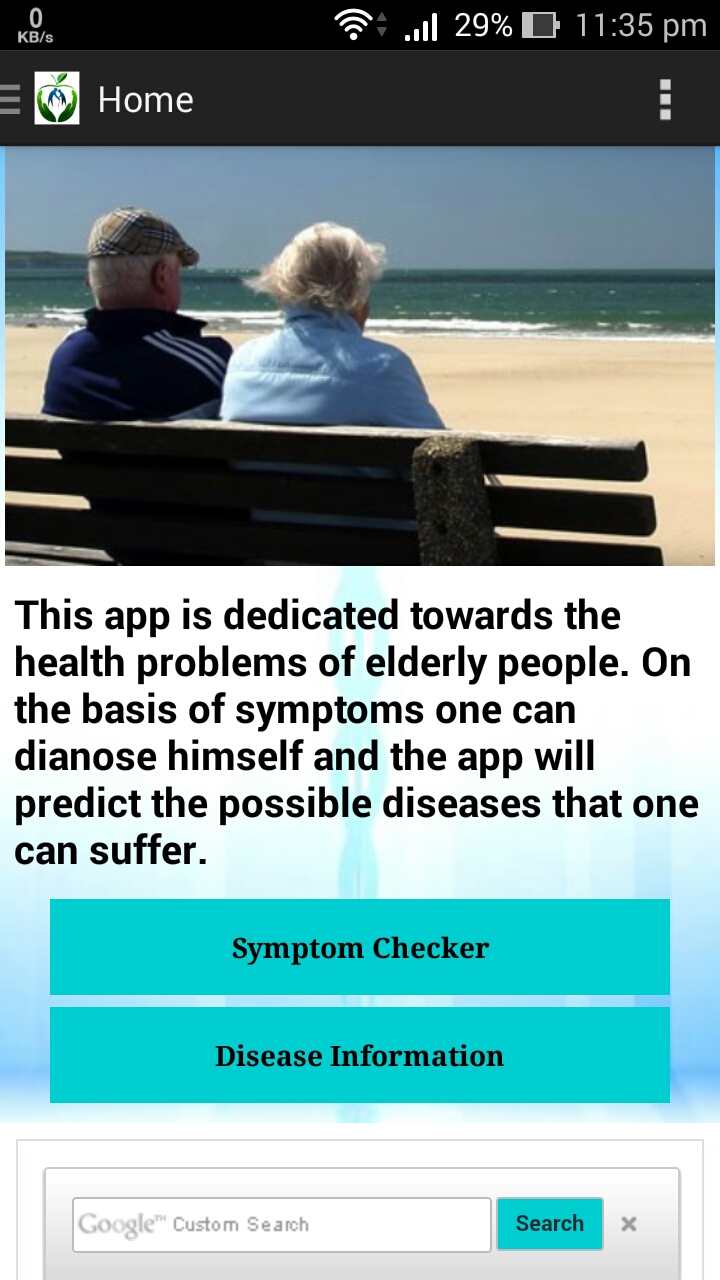 0
KB/s
29%
11:35 pm
Home
This app is dedicated towards the
health problems of elderly people. On
the basis of symptoms one can
dianose himself and the app will
predict the possible diseases that one
can suffer.
Symptom Checker
Disease Information
Google™ Custom Search
Search
×